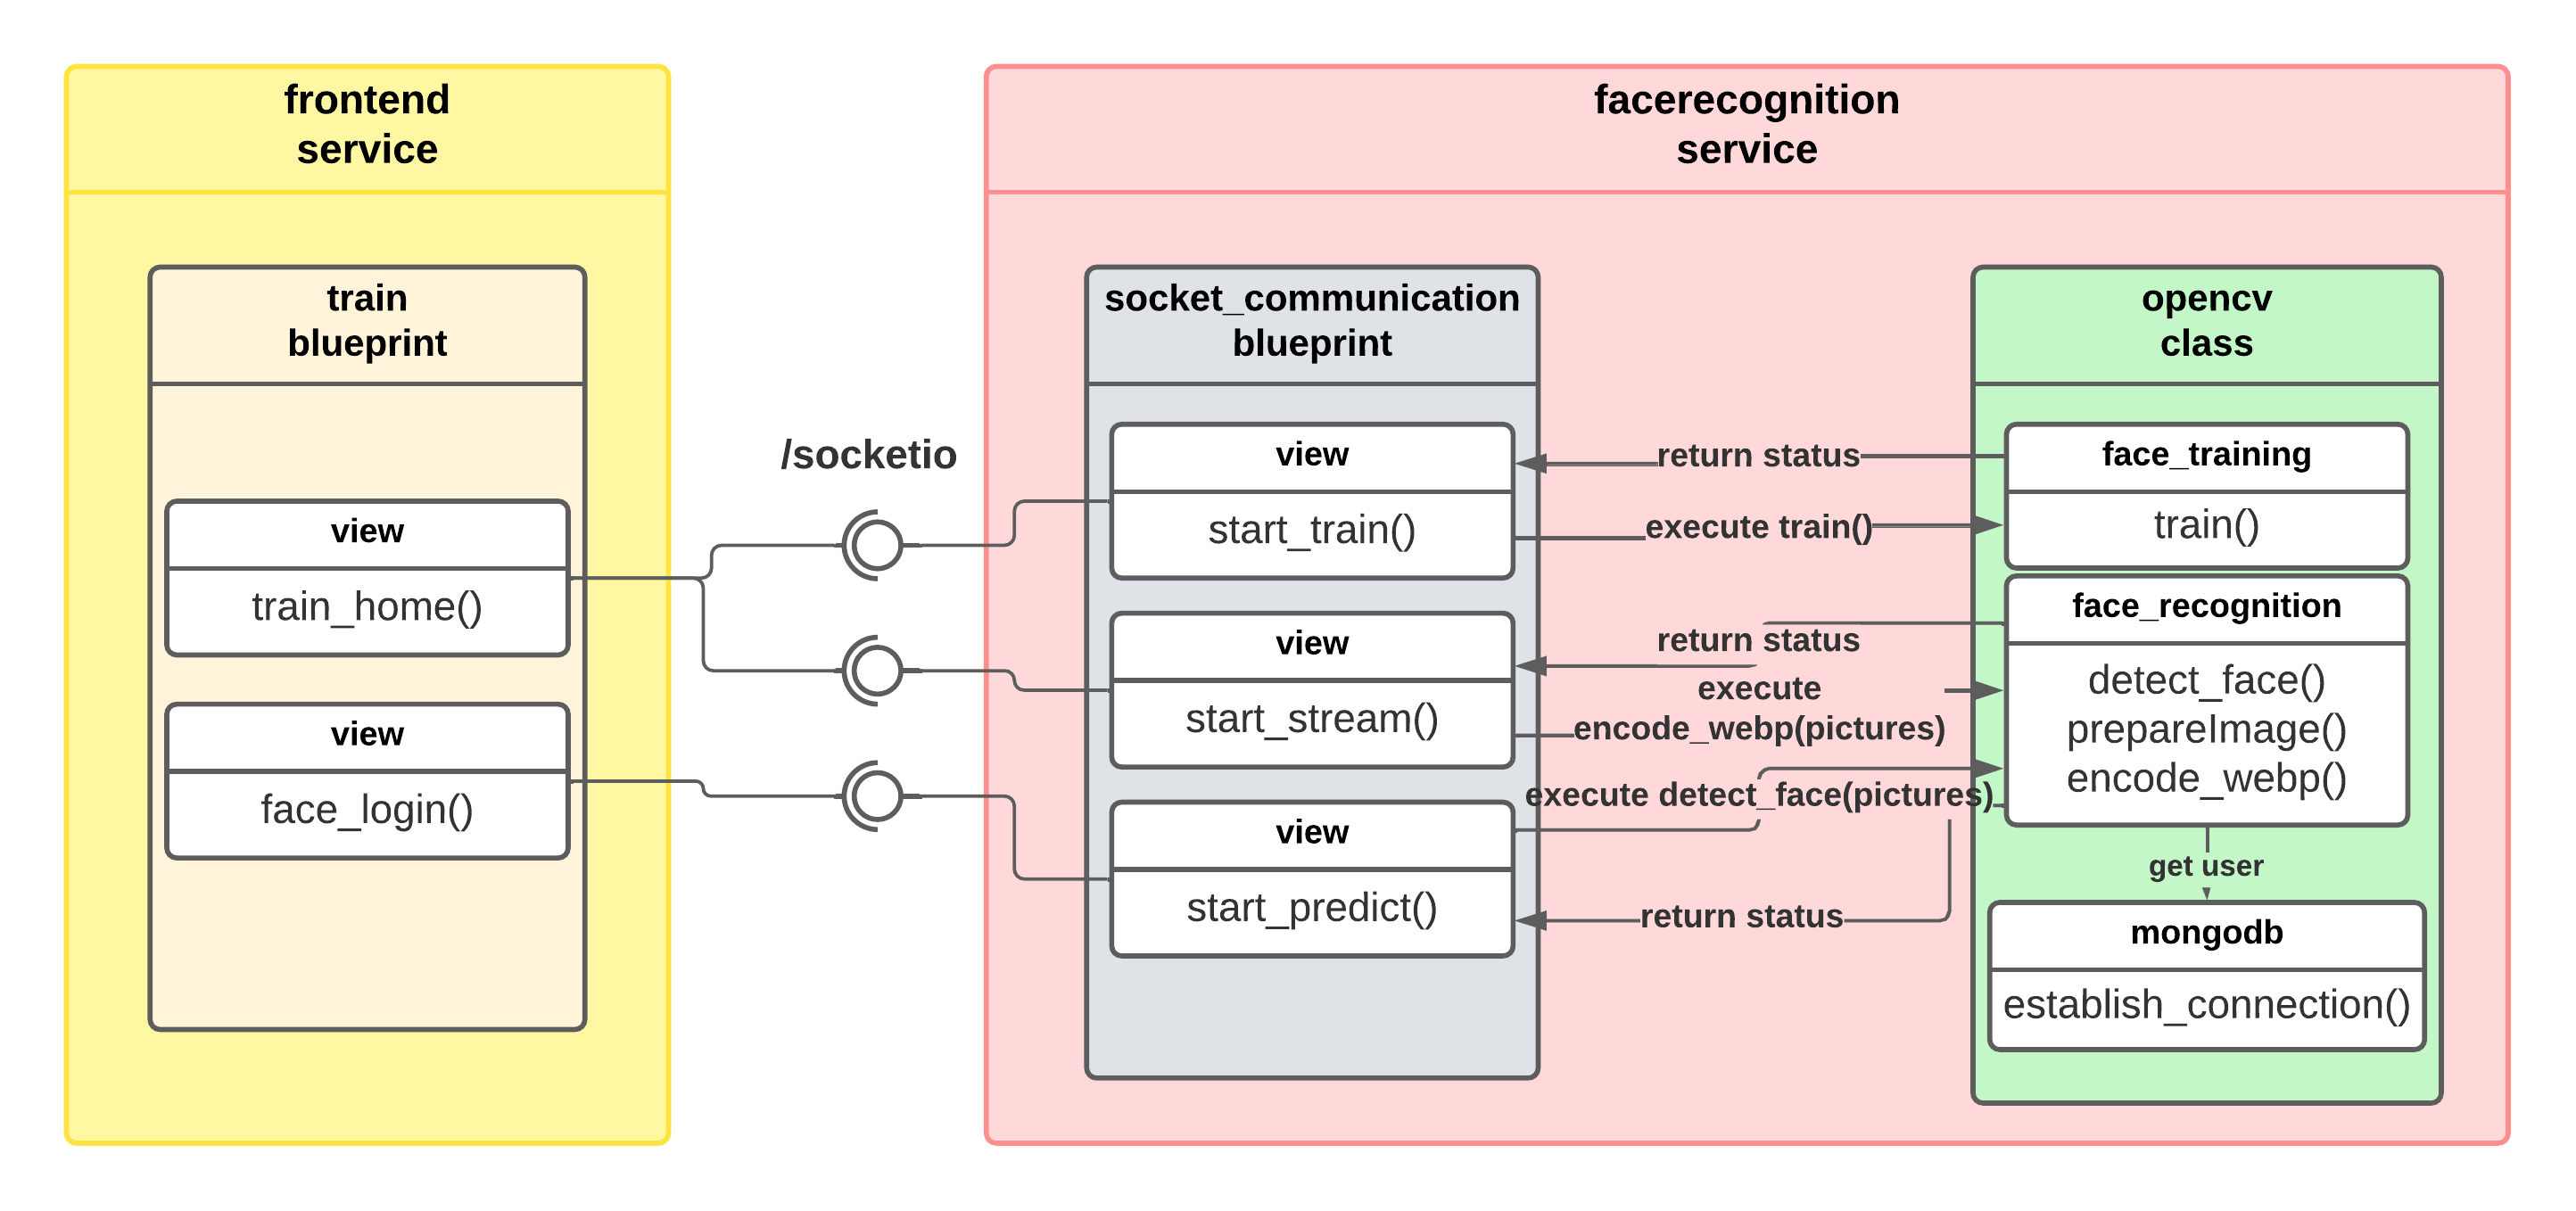 frontend
service
train
blueprint
view
train_home()
view
face_login()
/socketio
facerecognition
service
socket_communication
blueprint
view
start_train()
view
start_stream()
view
start_predict()
return status
execute train()
return status
execute
encode_webp(pictures)
execute detect_face(pictures)
return status
opencv
class
face_training
train()
face_recognition
detect_face()
prepareImage()
encode_webp()
get user
mongodb
establish_connection()